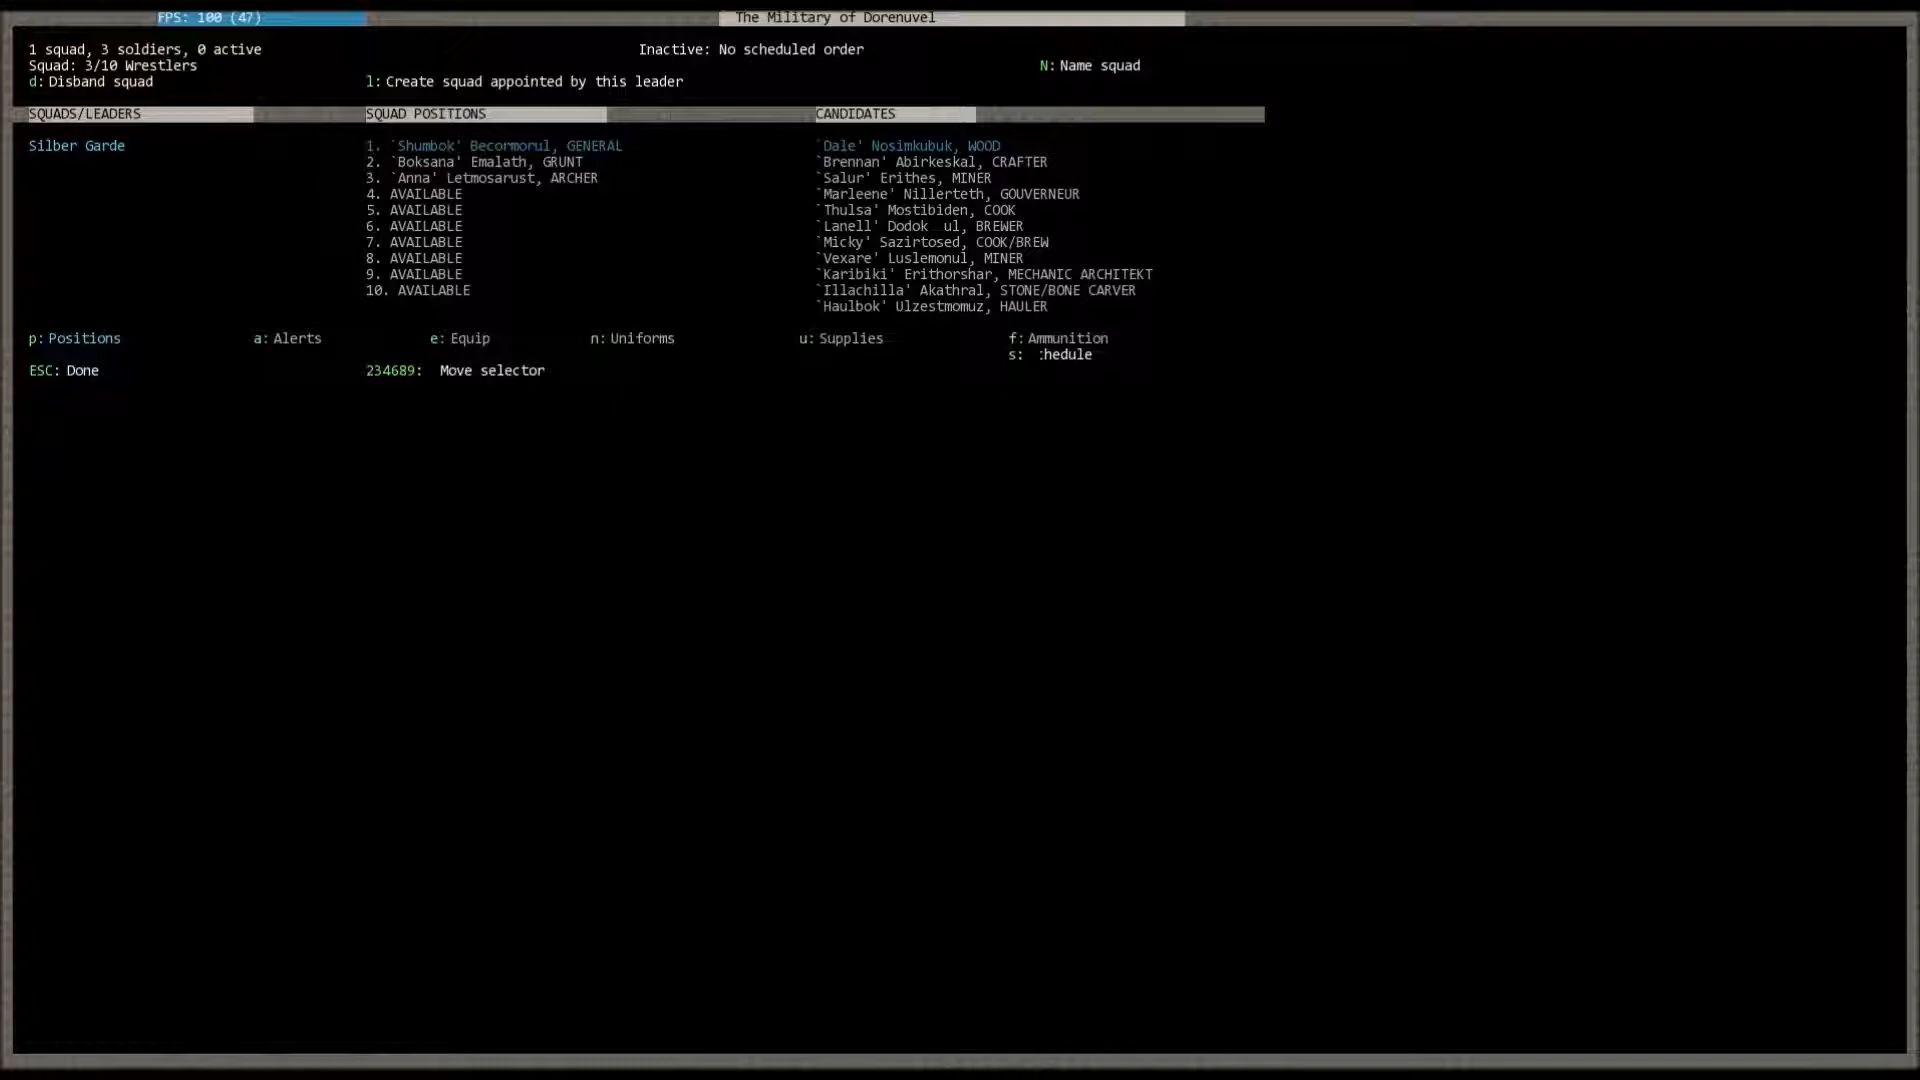 FPS: 100 (47) The Military of Dorenuvel
1 squad, 3 soldiers, 0 active Inactive: No scheduled order
Squad: 3/10 Wrestlers N: Name squad
d: Disband squad l: Create squad appointed by this leader
SQUADS/LEADERS SQUAD POSITIONS CANDIDATES
Silber Garde 1. `Shumbok' Becormorul, GENERAL `Dale' Nosimkubuk, WOOD
2. `Boksana' Emalath, GRUNT `Brennan' Abirkeskal, CRAFTER
3. `Anna' Letmosarust, ARCHER `Salur' Erithes, MINER
4. AVAILABLE `Marleene' Nillerteth, GOUVERNEUR
5. AVAILABLE `Thulsa' Mostibiden, COOK
6. AVAILABLE `Lanell' Dodok ul, BREWER
7. AVAILABLE `Micky' Sazirtosed, COOK/BREW
8. AVAILABLE `Vexare' Luslemonul, MINER
9. AVAILABLE `Karibiki' Erithorshar, MECHANIC ARCHITEKT
10. AVAILABLE `Illachilla' Akathral, STONE/BONE CARVER
`Haulbok' Ulzestmomuz, HAULER
p: Positions a: Alerts e: Equip n: Uniforms u: Supplies f: Ammunition
s: :hedule
ESC: Done 234689: Move selector